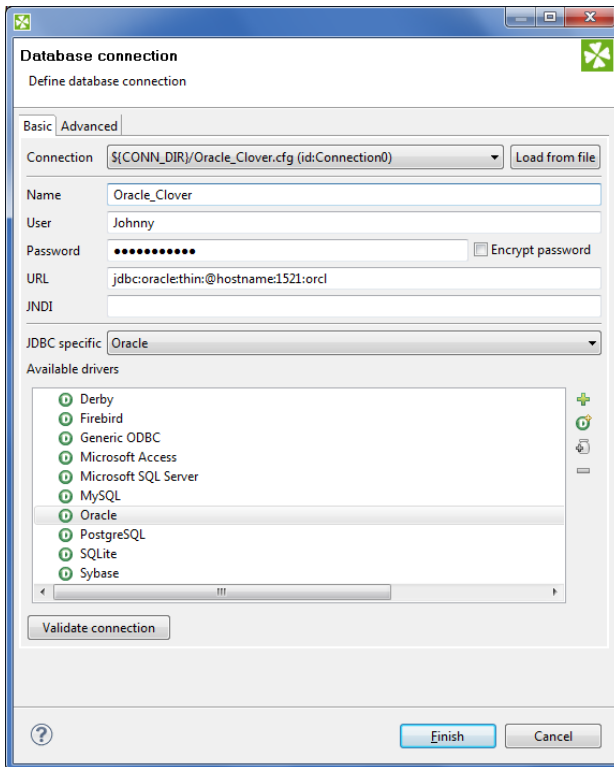 Database connection
Define database connection
Basic Advanced
Connection ${CONN_DIR}/Oracle_Clover.cfg (id:Connection0) Load from file
Name Oracle_Clover
User Johnny
Password ●●●●●●●●●●● Encrypt password
URL jdbc:oracle:thin:@hostname:1521:orcl
JNDI
JDBC specific Oracle
Available drivers
Derby
Firebird
Generic ODBC
Microsoft Access
Microsoft SQL Server
MySQL
Oracle
PostgreSQL
SQLite
Sybase
Validate connection
Finish Cancel